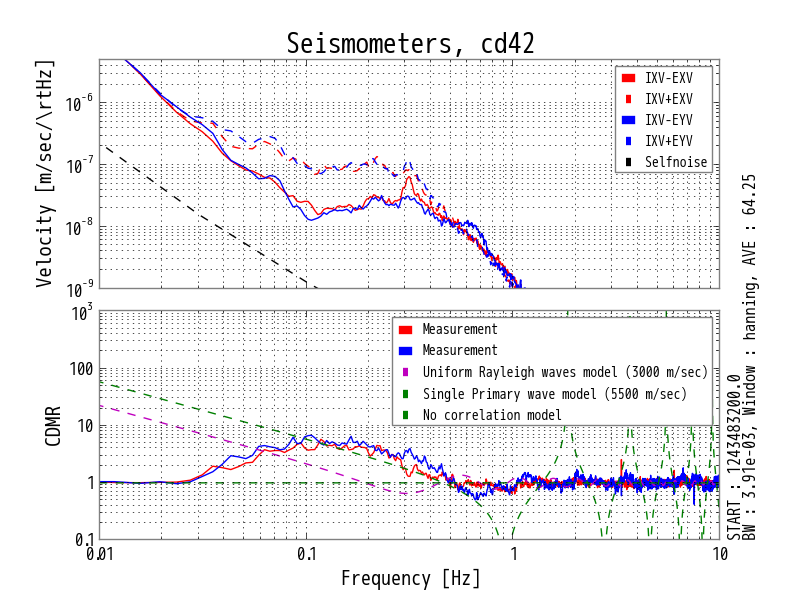 Seismometers, cd42
Velocity [m/sec/\rtHz]
10^-6
10^-7
10^-8
10^-9
IXV-EXV
IXV+EXV
IXV-EYV
IXV+EYV
Selfnoise
CDMR
10^3
100
10
1
0.1
Measurement
Measurement
Uniform Rayleigh waves model (3000 m/sec)
Single Primary wave model (5500 m/sec)
No correlation model
0.01
0.1
1
10
Frequency [Hz]
START : 1243483200.0
BW : 3.91e-03, Window : hanning, AVE : 64.25